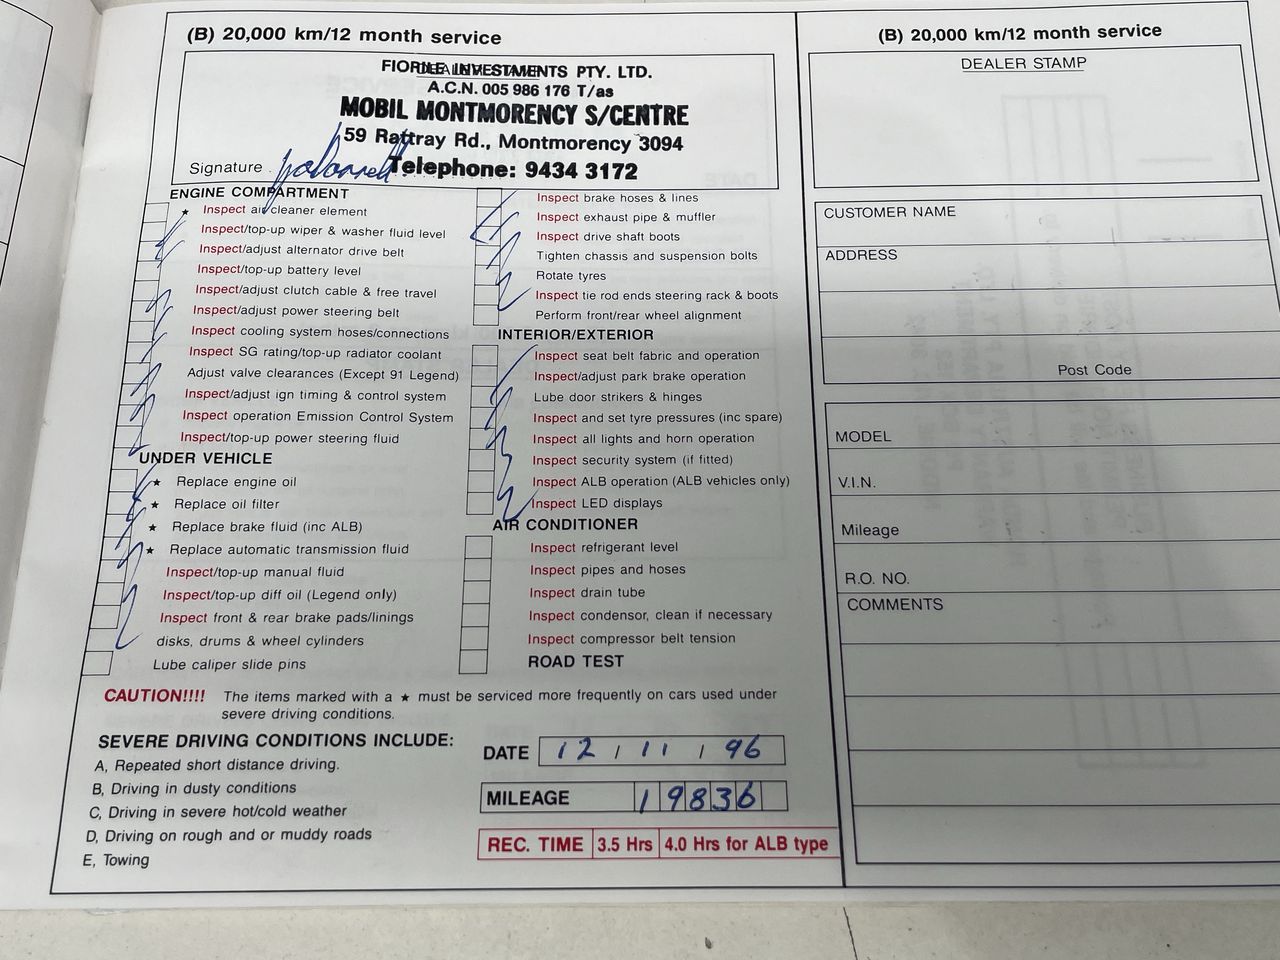 (B) 20,000 km/12 month service
DEALER STAMP
FIORILE INVESTMENTS PTY. LTD.
A.C.N. 005 986 176 T/as
MOBIL MONTMORENCY S/CENTRE
59 Rattray Rd., Montmorency 3094
Signature
Telephone: 9434 3172
ENGINE COMPARTMENT
★ Inspect air cleaner element
Inspect/top-up wiper & washer fluid level
Inspect/adjust alternator drive belt
Inspect/top-up battery level
Inspect/adjust clutch cable & free travel
Inspect/adjust power steering belt
Inspect cooling system hoses/connections
Inspect SG rating/top-up radiator coolant
Adjust valve clearances (Except 91 Legend)
Inspect/adjust ign timing & control system
Inspect operation Emission Control System
Inspect/top-up power steering fluid
UNDER VEHICLE
★ Replace engine oil
★ Replace oil filter
★ Replace brake fluid (inc ALB)
★ Replace automatic transmission fluid
Inspect/top-up manual fluid
Inspect/top-up diff oil (Legend only)
Inspect front & rear brake pads/linings
disks, drums & wheel cylinders
Lube caliper slide pins
Inspect brake hoses & lines
Inspect exhaust pipe & muffler
Inspect drive shaft boots
Tighten chassis and suspension bolts
Rotate tyres
Inspect tie rod ends steering rack & boots
Perform front/rear wheel alignment
INTERIOR/EXTERIOR
Inspect seat belt fabric and operation
Inspect/adjust park brake operation
Lube door strikers & hinges
Inspect and set tyre pressures (inc spare)
Inspect all lights and horn operation
Inspect security system (if fitted)
Inspect ALB operation (ALB vehicles only)
Inspect LED displays
AIR CONDITIONER
Inspect refrigerant level
Inspect pipes and hoses
Inspect drain tube
Inspect condensor, clean if necessary
Inspect compressor belt tension
ROAD TEST
CAUTION!!!! The items marked with a ★ must be serviced more frequently on cars used under
severe driving conditions.
SEVERE DRIVING CONDITIONS INCLUDE:
A, Repeated short distance driving.
B, Driving in dusty conditions
C, Driving in severe hot/cold weather
D, Driving on rough and or muddy roads
E, Towing
DATE 12 / 11 / 96
MILEAGE 19836
REC. TIME 3.5 Hrs 4.0 Hrs for ALB type
(B) 20,000 km/12 month service
DEALER STAMP
CUSTOMER NAME
ADDRESS
Post Code
MODEL
V.I.N.
Mileage
R.O. NO.
COMMENTS